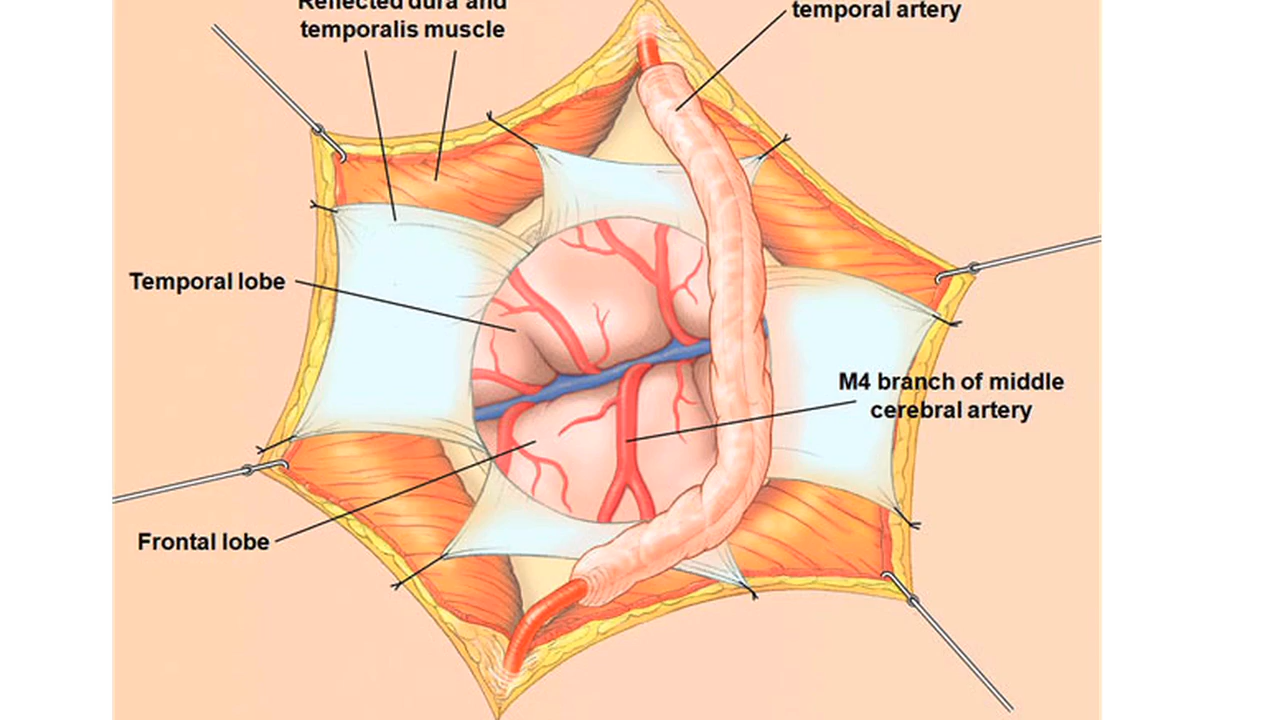 Reflected dura and
temporalis muscle
temporal artery
Temporal lobe
M4 branch of middle
cerebral artery
Frontal lobe